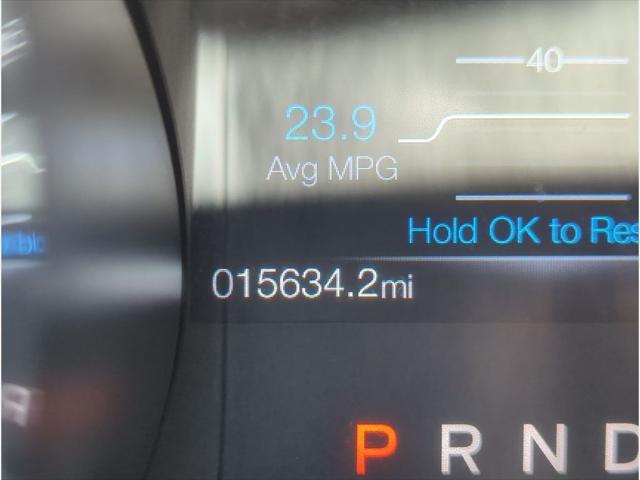 40
23.9
Avg MPG
Hold OK to Res
015634.2mi
P R N D